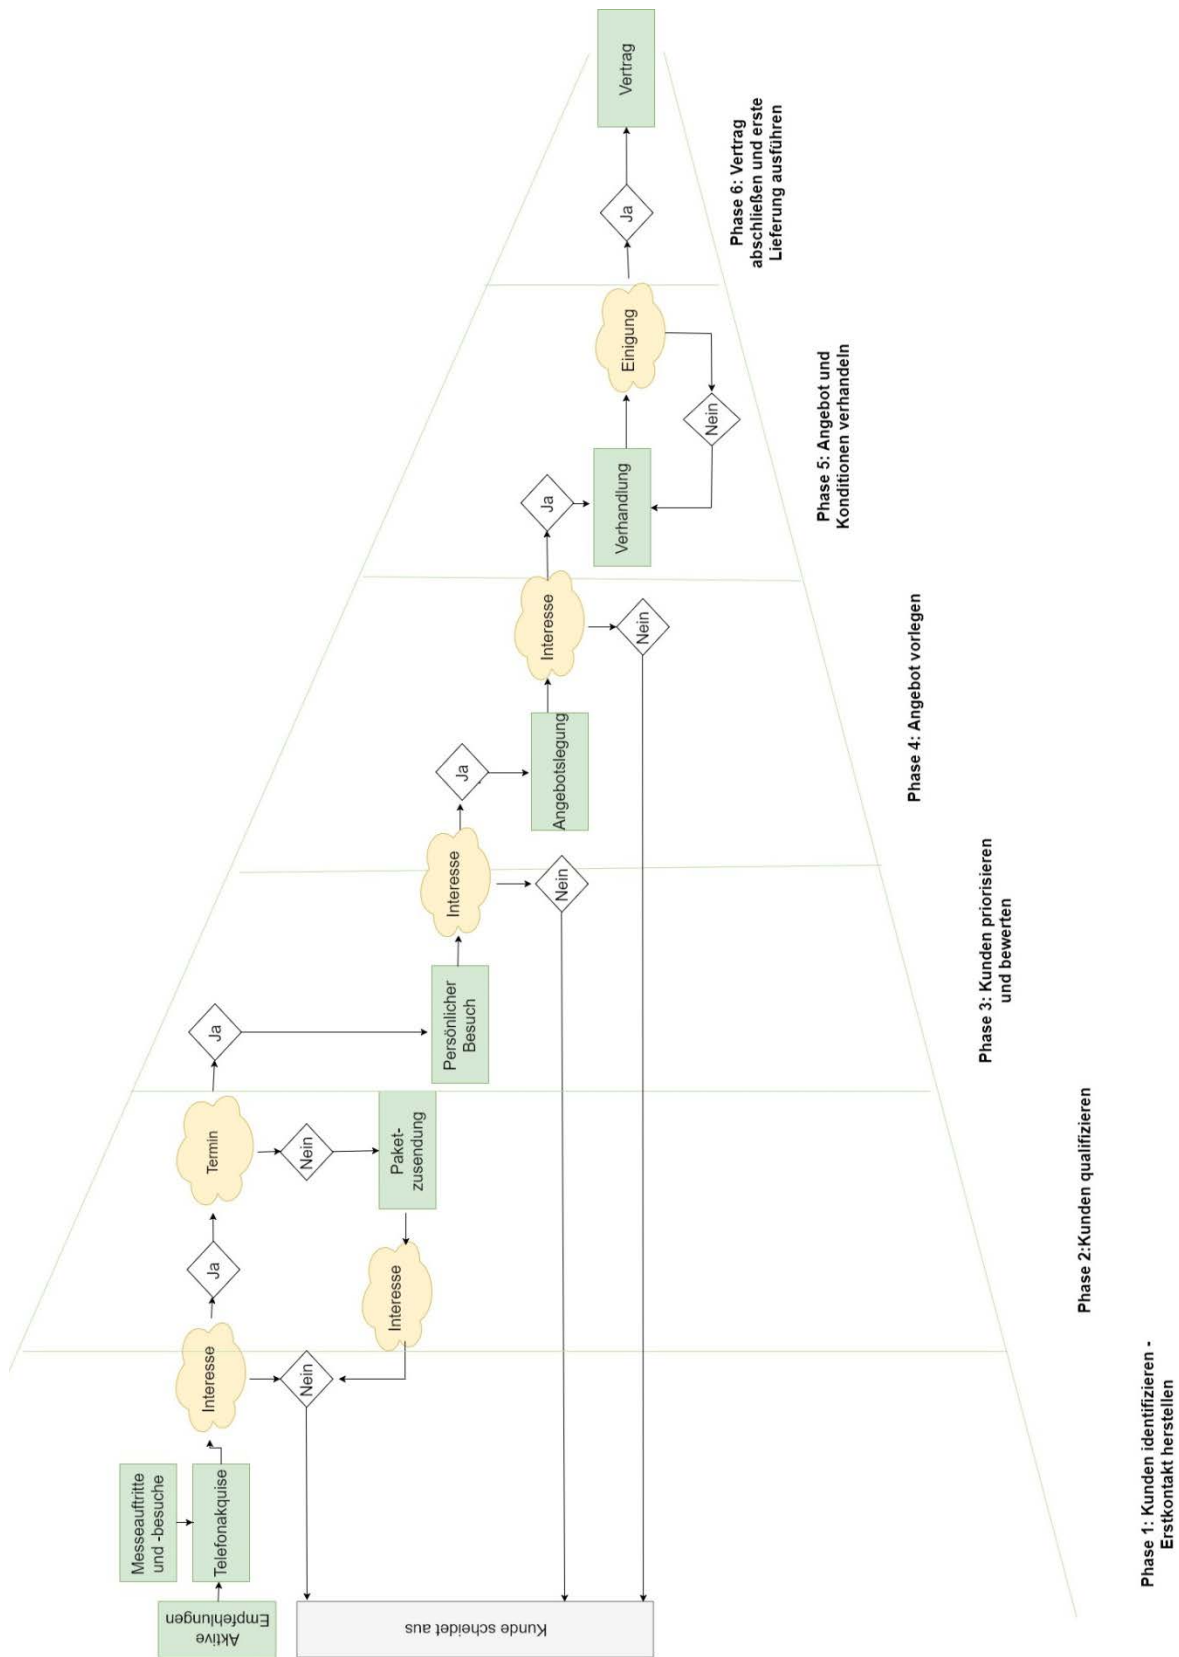 Aktive
Empfehlungen
Messeauftritte
und -besuche
Telefonakquise
Interesse
Ja
Nein
Termin
Ja
Nein
Paket-
zusendung
Interesse
Persönlicher
Besuch
Interesse
Ja
Nein
Angebotslegung
Interesse
Ja
Nein
Verhandlung
Einigung
Nein
Ja
Vertrag
Kunde scheidet aus
Phase 1: Kunden identifizieren -
Erstkontakt herstellen
Phase 2:Kunden qualifizieren
Phase 3: Kunden priorisieren
und bewerten
Phase 4: Angebot vorlegen
Phase 5: Angebot und
Konditionen verhandeln
Phase 6: Vertrag
abschließen und erste
Lieferung ausführen